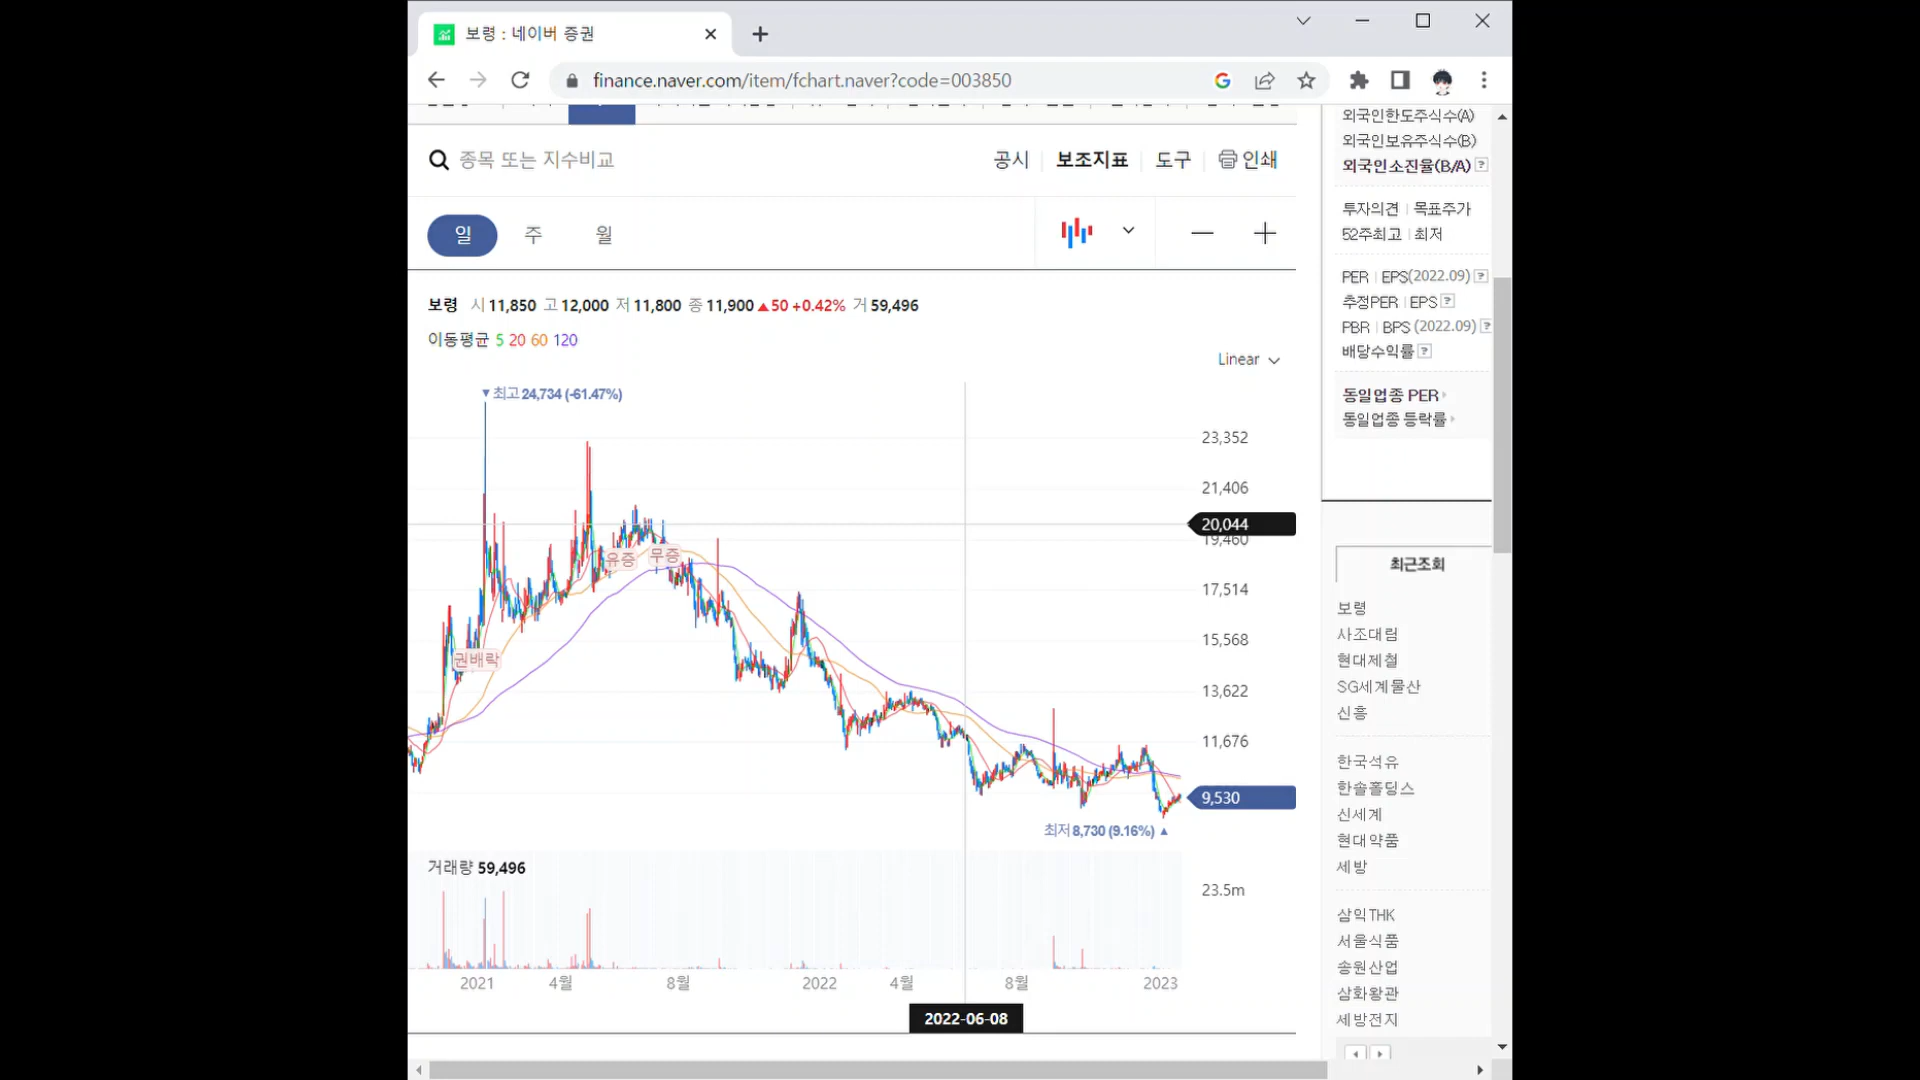 보령 : 네이버 증권
finance.naver.com/item/fchart.naver?code=003850
종목 또는 지수비교
공시 보조지표 도구 인쇄
일 주 월
보령 시 11,850 고 12,000 저 11,800 종 11,900 ▲50 +0.42% 거 59,496
이동평균 5 20 60 120
Linear
▼최고 24,734 (-61.47%)
23,352
21,406
20,044
19,460
17,514
15,568
13,622
11,676
9,530
유증 무증
권배락
최저 8,730 (9.16%) ▲
거래량 59,496
23.5m
2021 4월 8월 2022 4월 8월 2023
2022-06-08
외국인한도주식수(A)
외국인보유주식수(B)
외국인소진율(B/A) ?
투자의견 | 목표주가
52주최고 | 최저
PER | EPS(2022.09) ?
추정PER | EPS ?
PBR | BPS (2022.09) ?
배당수익률 ?
동일업종 PER
동일업종 등락률
최근조회
보령
사조대림
현대제철
SG세계물산
신흥
한국석유
한솔홀딩스
신세계
현대약품
세방
삼익THK
서울식품
송원산업
삼화왕관
세방전지